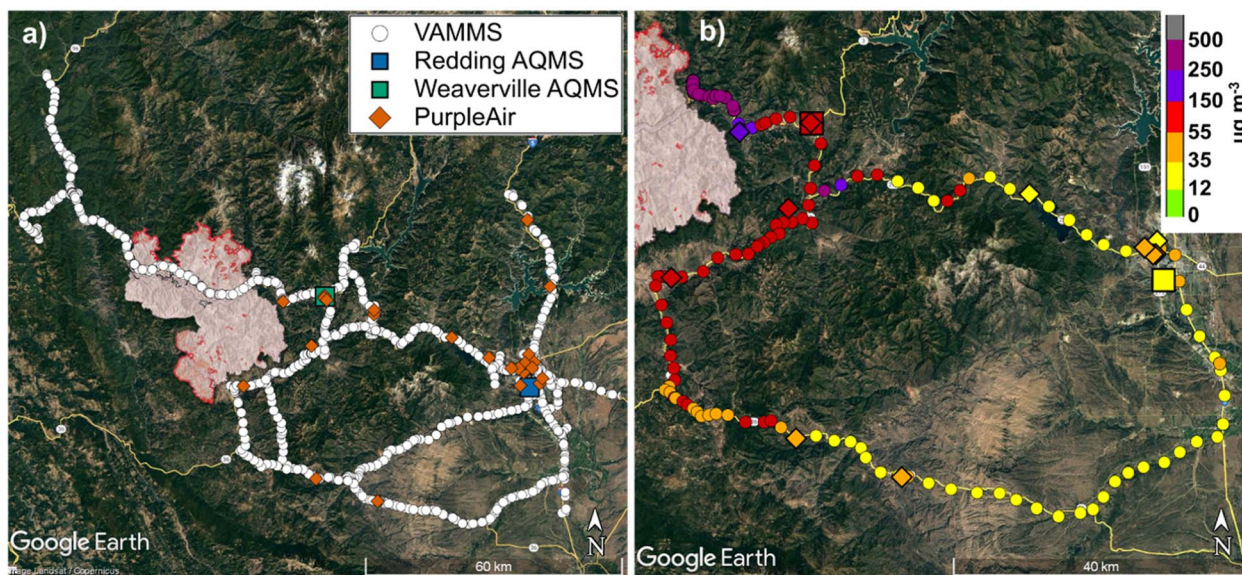 a)
VAMMS
Redding AQMS
Weaverville AQMS
PurpleAir
Google Earth
60 km
N
b)
500
250
150
55
35
12
0
µg m⁻³
Google Earth
40 km
N